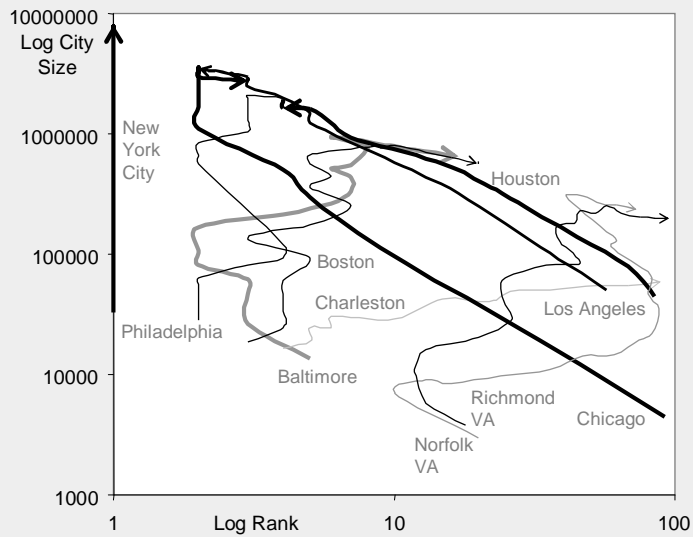 10000000
Log City
Size
1000000
New
York
City
Houston
100000
Boston
Charleston
Los Angeles
Philadelphia
Baltimore
10000
Richmond
VA
Chicago
Norfolk
VA
1000
1
Log Rank
10
100